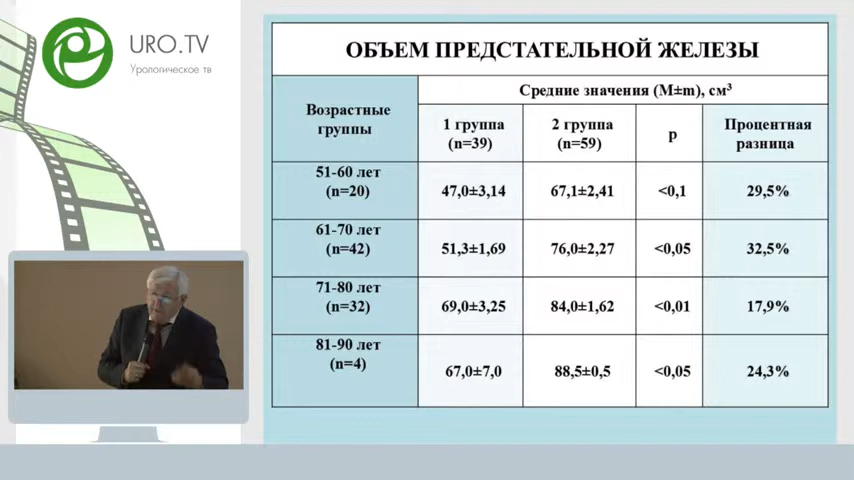 URO.TV
Урологическое тв
ОБЪЕМ ПРЕДСТАТЕЛЬНОЙ ЖЕЛЕЗЫ
Возрастные
группы
Средние значения (M±m), см³
1 группа
(n=39)
2 группа
(n=59)
р
Процентная
разница
51-60 лет
(n=20)
47,0±3,14
67,1±2,41
<0,1
29,5%
61-70 лет
(n=42)
51,3±1,69
76,0±2,27
<0,05
32,5%
71-80 лет
(n=32)
69,0±3,25
84,0±1,62
<0,01
17,9%
81-90 лет
(n=4)
67,0±7,0
88,5±0,5
<0,05
24,3%